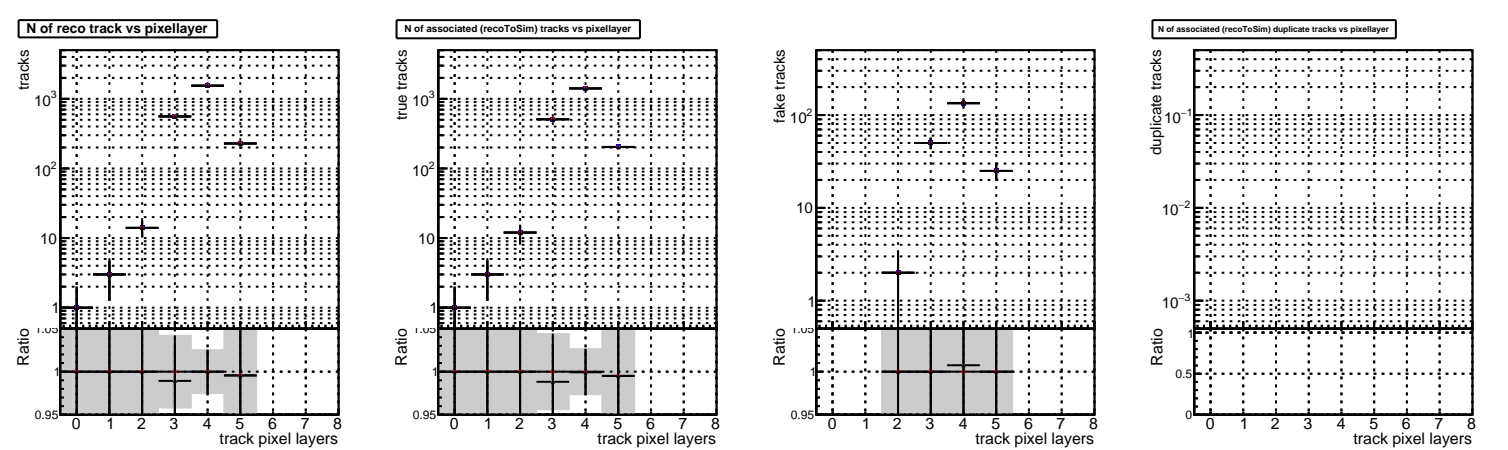 N of reco track vs pixellayer
tracks
10³
10²
10
1
Ratio
1.05
1
0.95
0 1 2 3 4 5 6 7 8
track pixel layers
N of associated (recoToSim) tracks vs pixellayer
true tracks
10³
10²
10
1
Ratio
1.05
1
0.95
0 1 2 3 4 5 6 7 8
track pixel layers
fake tracks
10²
10
1
Ratio
1.05
1
0.95
0 1 2 3 4 5 6 7 8
track pixel layers
N of associated (recoToSim) duplicate tracks vs pixellayer
duplicate tracks
10⁻¹
10⁻²
10⁻³
Ratio
1
0.5
0
0 1 2 3 4 5 6 7 8
track pixel layers